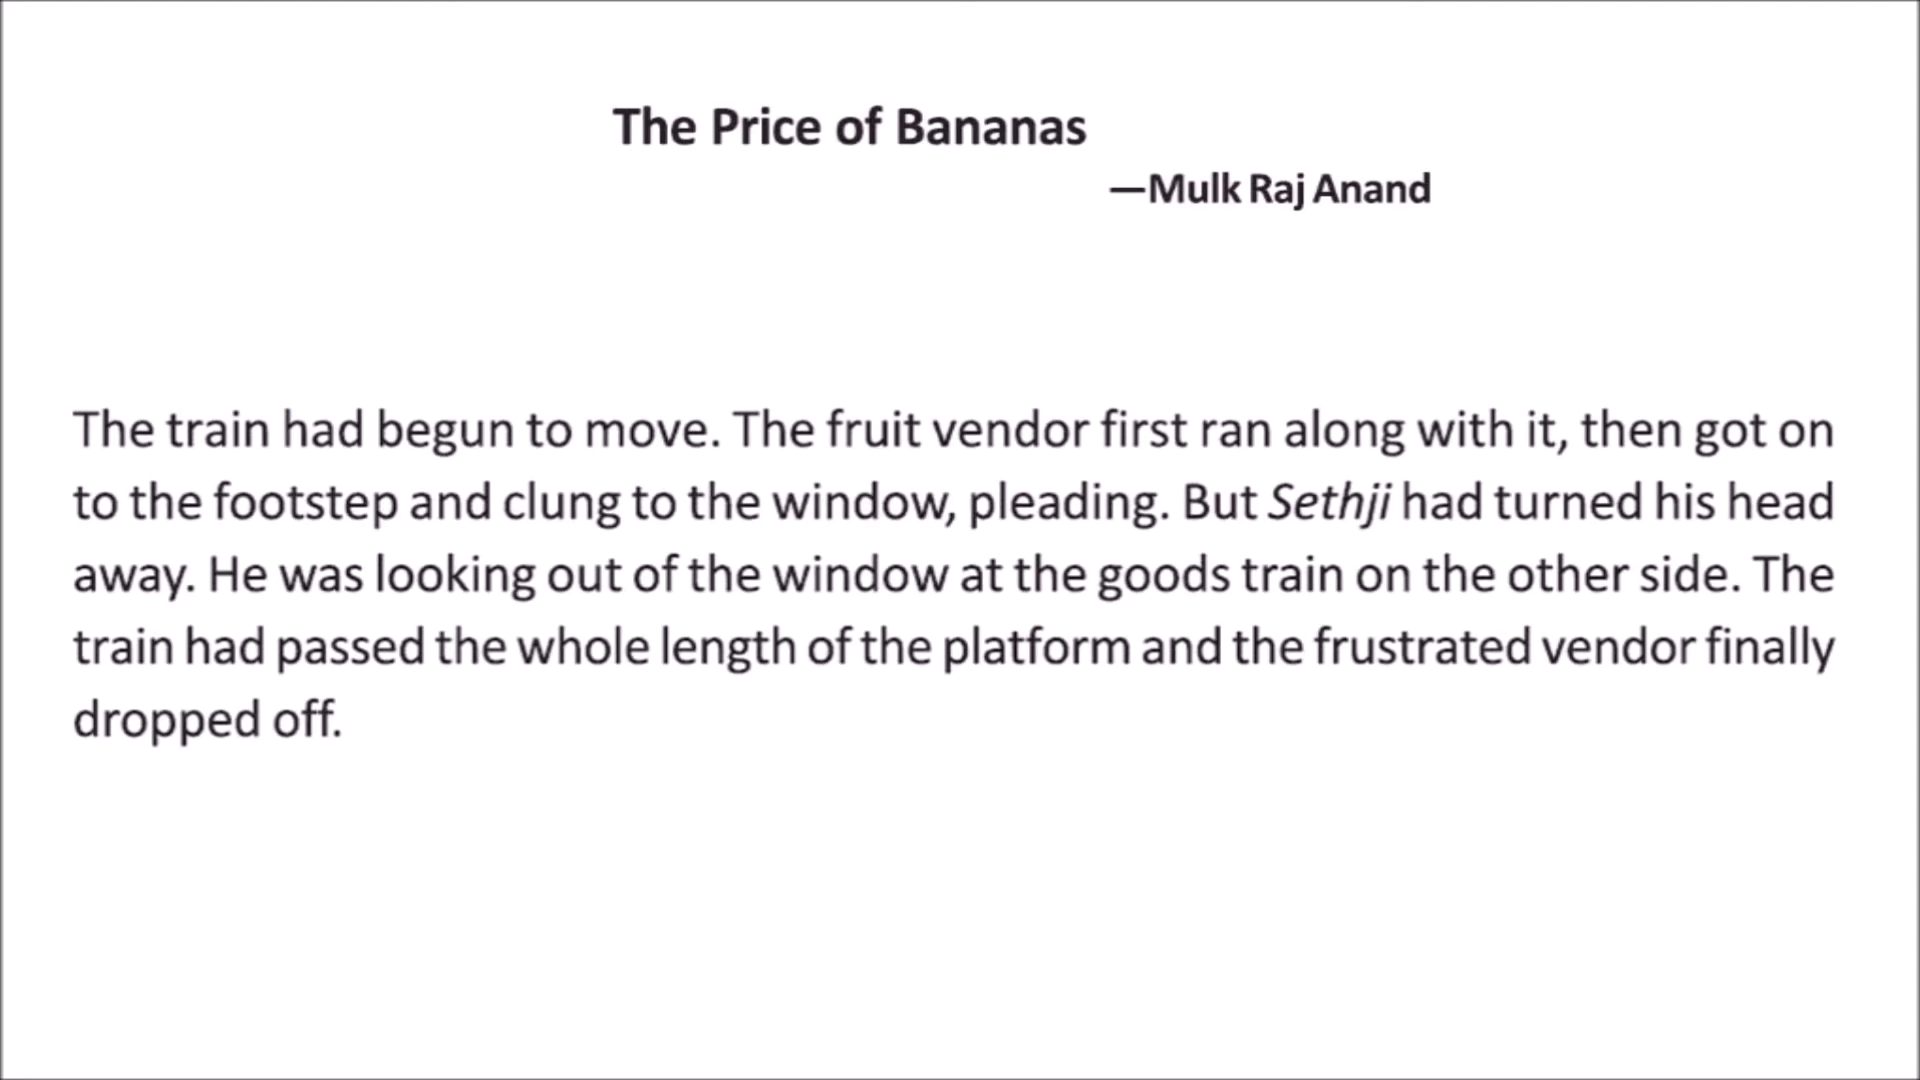 The Price of Bananas
—Mulk Raj Anand
The train had begun to move. The fruit vendor first ran along with it, then got on
to the footstep and clung to the window, pleading. But Sethji had turned his head
away. He was looking out of the window at the goods train on the other side. The
train had passed the whole length of the platform and the frustrated vendor finally
dropped off.